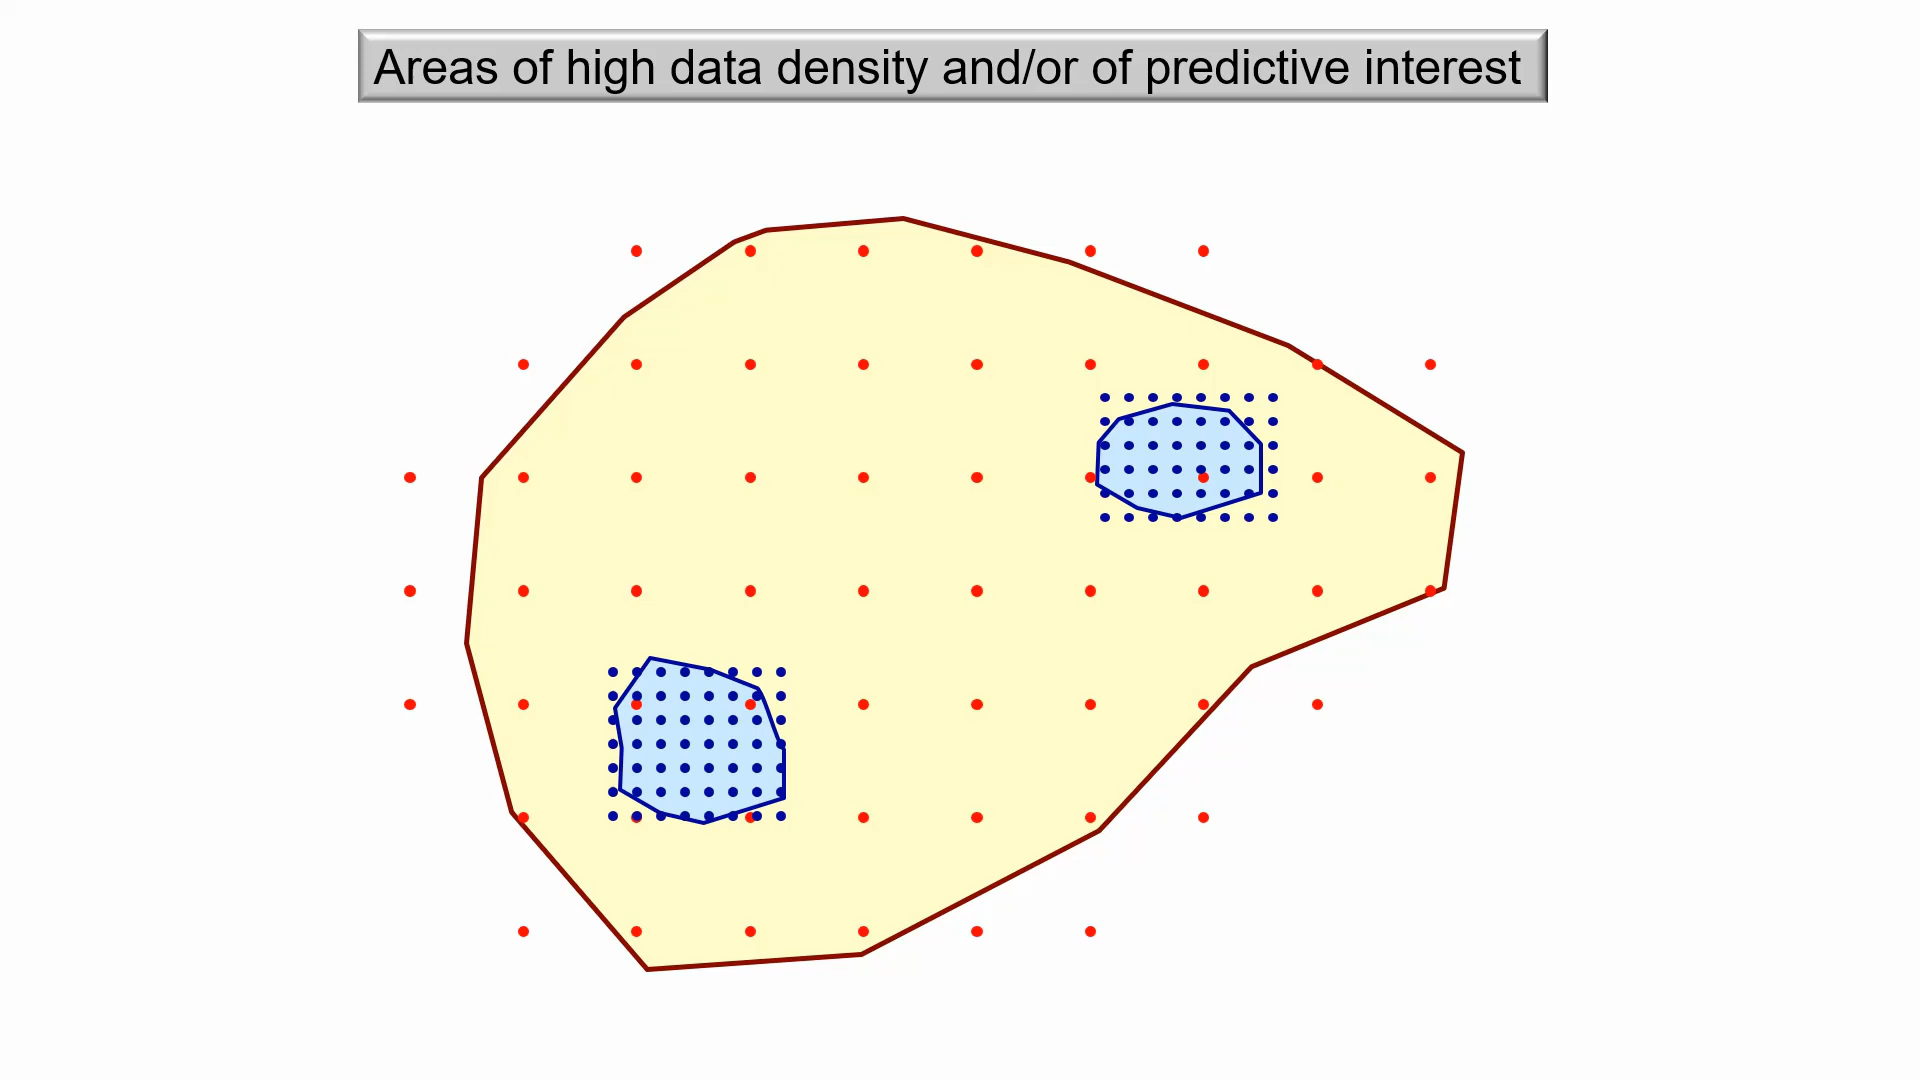 Areas of high data density and/or of predictive interest